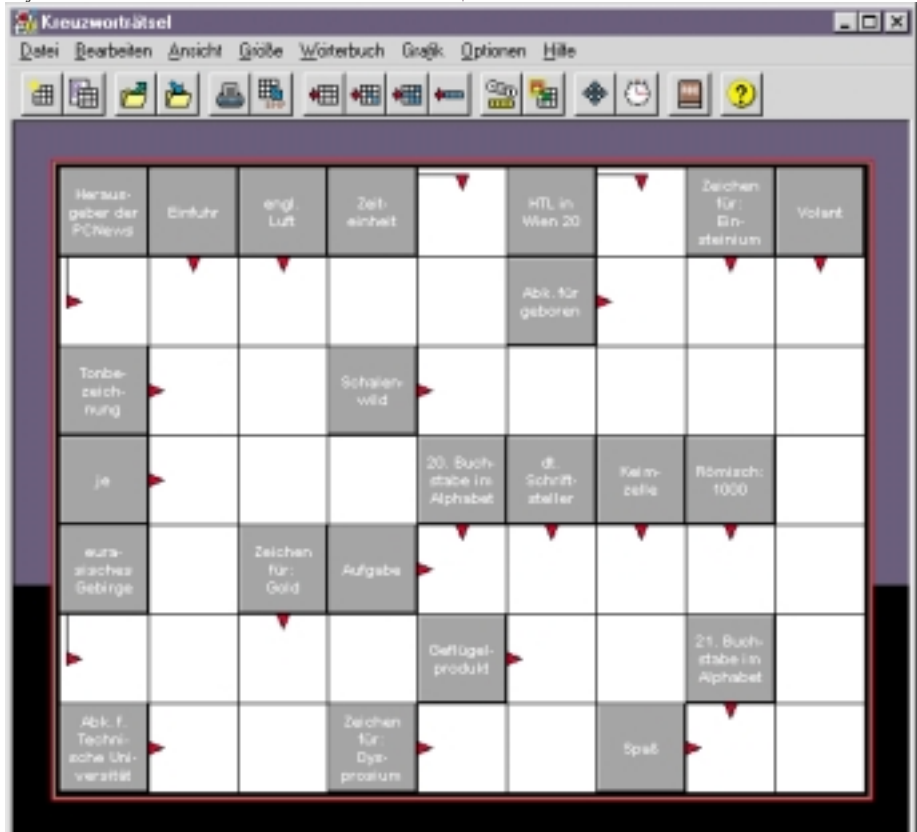 Kreuzworträtsel
Datei Bearbeiten Ansicht Größe Wörterbuch Grafik Optionen Hilfe
Heraus-
geber der
PCNews
Einfuhr
engl.
Luft
Zeit-
einheit
HTL in
Wien 20
Zeichen
für:
Ein-
steinium
Volant
Abk. für
geboren
Tonbe-
zeich-
nung
Schalen-
wild
je
20. Buch-
stabe im
Alphabet
dt.
Schrift-
steller
Keim-
zelle
Römisch:
1000
eura-
sisches
Gebirge
Zeichen
für:
Gold
Aufgabe
Geflügel-
produkt
21. Buch-
stabe im
Alphabet
Abk. f.
Techni-
sche Uni-
versität
Zeichen
für:
Dys-
prosium
Spaß